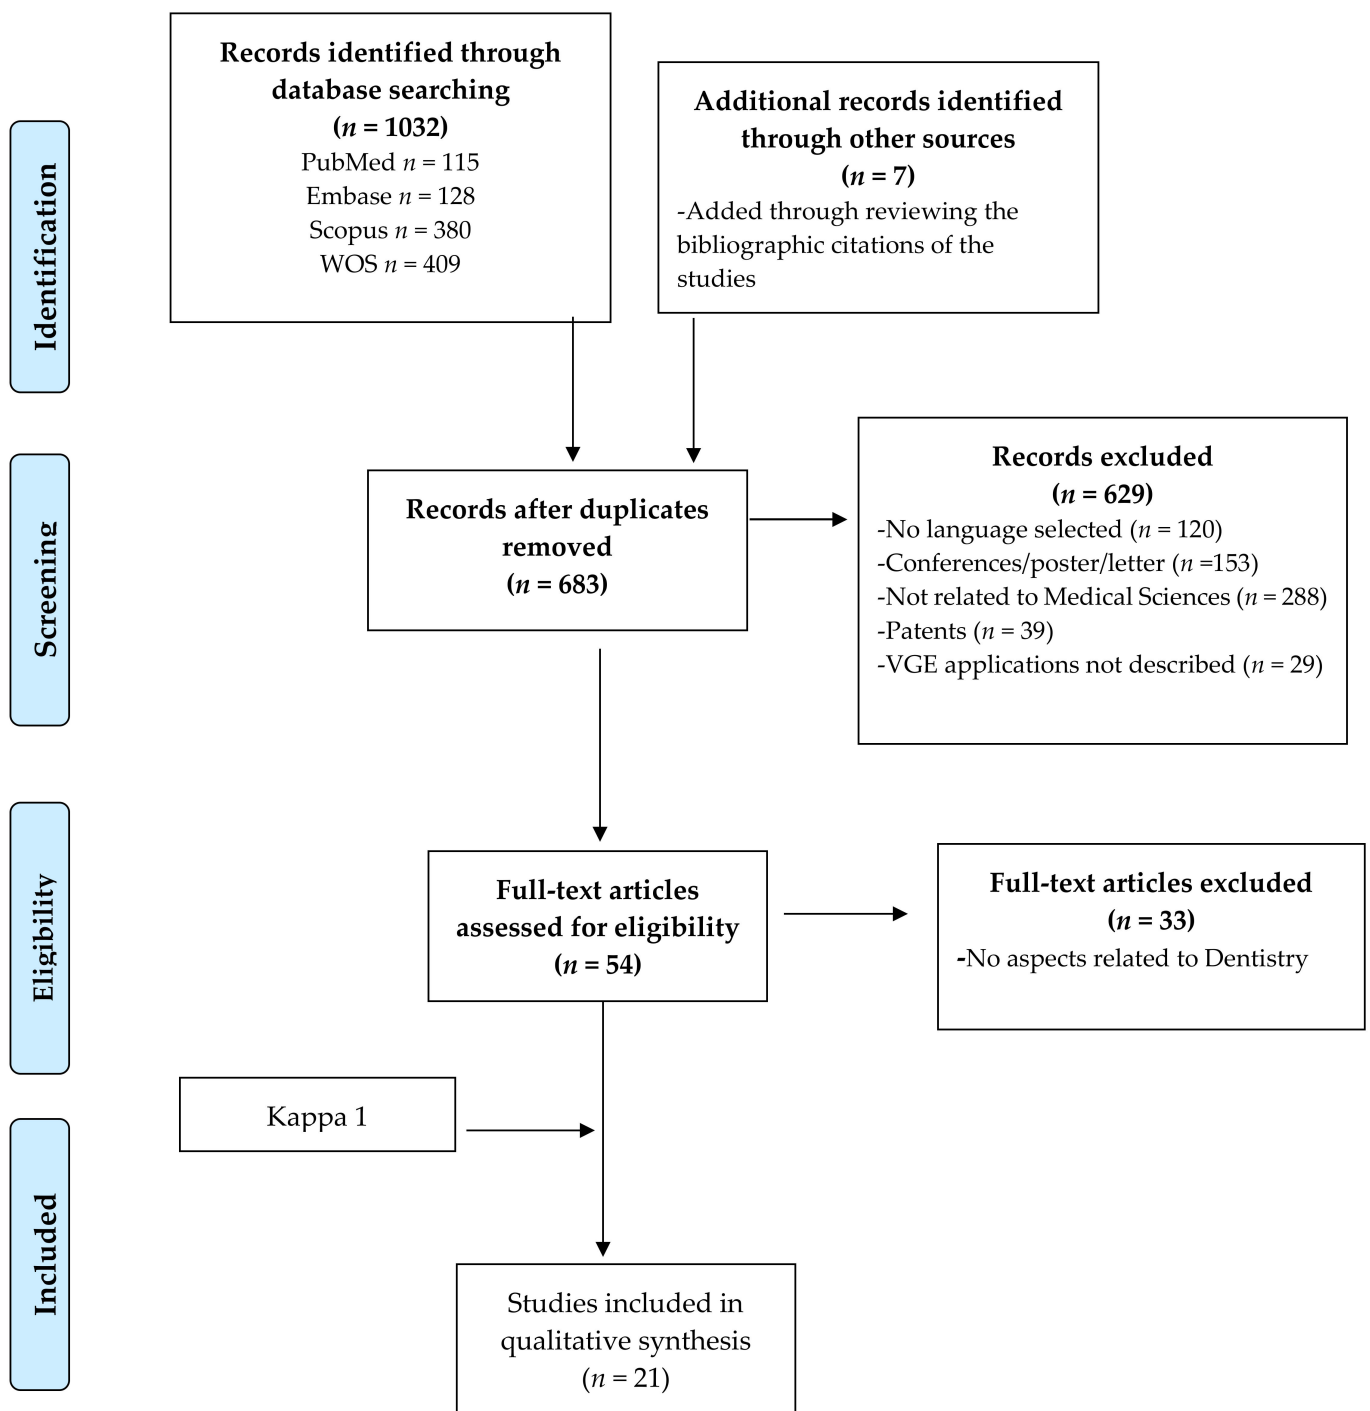 Records identified through
database searching
(n = 1032)
PubMed n = 115
Embase n = 128
Scopus n = 380
WOS n = 409
Additional records identified
through other sources
(n = 7)
-Added through reviewing the
bibliographic citations of the
studies
Identification
Records after duplicates
removed
(n = 683)
Records excluded
(n = 629)
-No language selected (n = 120)
-Conferences/poster/letter (n =153)
-Not related to Medical Sciences (n = 288)
-Patents (n = 39)
-VGE applications not described (n = 29)
Screening
Full-text articles
assessed for eligibility
(n = 54)
Full-text articles excluded
(n = 33)
-No aspects related to Dentistry
Eligibility
Kappa 1
Included
Studies included in
qualitative synthesis
(n = 21)